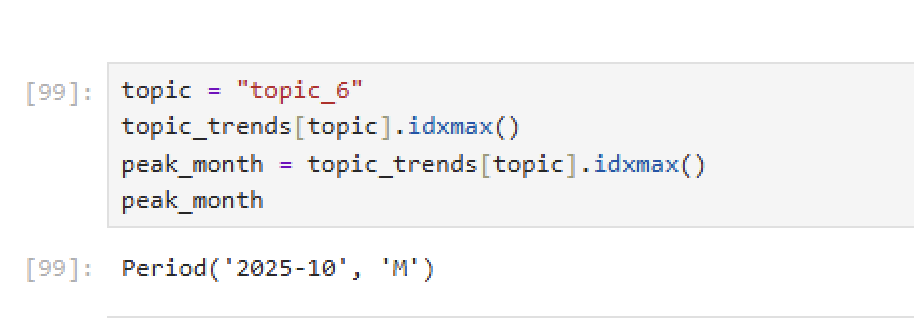 [99]: topic = "topic_6"
topic_trends[topic].idxmax()
peak_month = topic_trends[topic].idxmax()
peak_month
[99]: Period('2025-10', 'M')